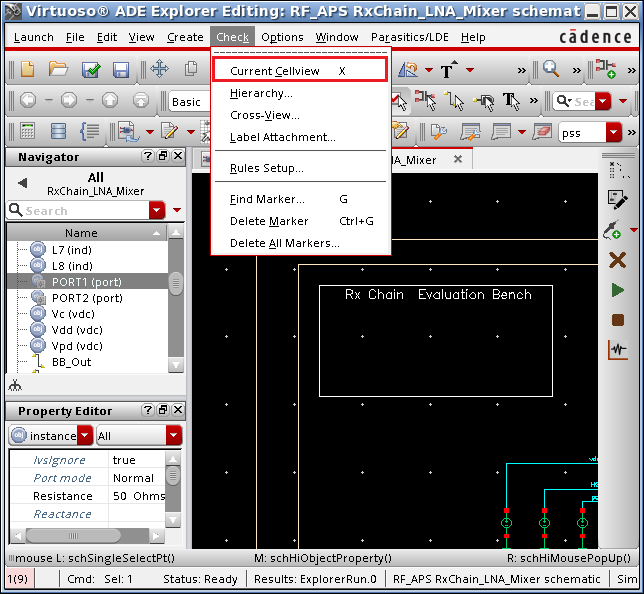 Virtuoso® ADE Explorer Editing: RF_APS RxChain_LNA_Mixer schemat
Launch File Edit View Create Check Options Window Parasitics/LDE Help cādence
Current Cellview X
Hierarchy...
Cross-View...
Label Attachment...
Rules Setup...
Find Marker... G
Delete Marker Ctrl+G
Delete All Markers...
T
»
»
»
Basic
T
»
Sear
»
pss
Navigator
?
All
RxChain_LNA_Mixer
Search
NA_Mixer
Name
L7 (ind)
L8 (ind)
PORT1 (port)
PORT2 (port)
Vc (vdc)
Vdd (vdc)
Vpd (vdc)
BB_Out
Rx Chain Evaluation Bench
Property Editor
?
instance
All
lvsIgnore true
Port mode Normal
Resistance 50 Ohms
Reactance
mouse L: schSingleSelectPt() M: schHiObjectProperty() R: schHiMousePopUp()
1(9) Cmd: Sel: 1 Status: Ready Results: ExplorerRun.0 RF_APS RxChain_LNA_Mixer schematic Sim